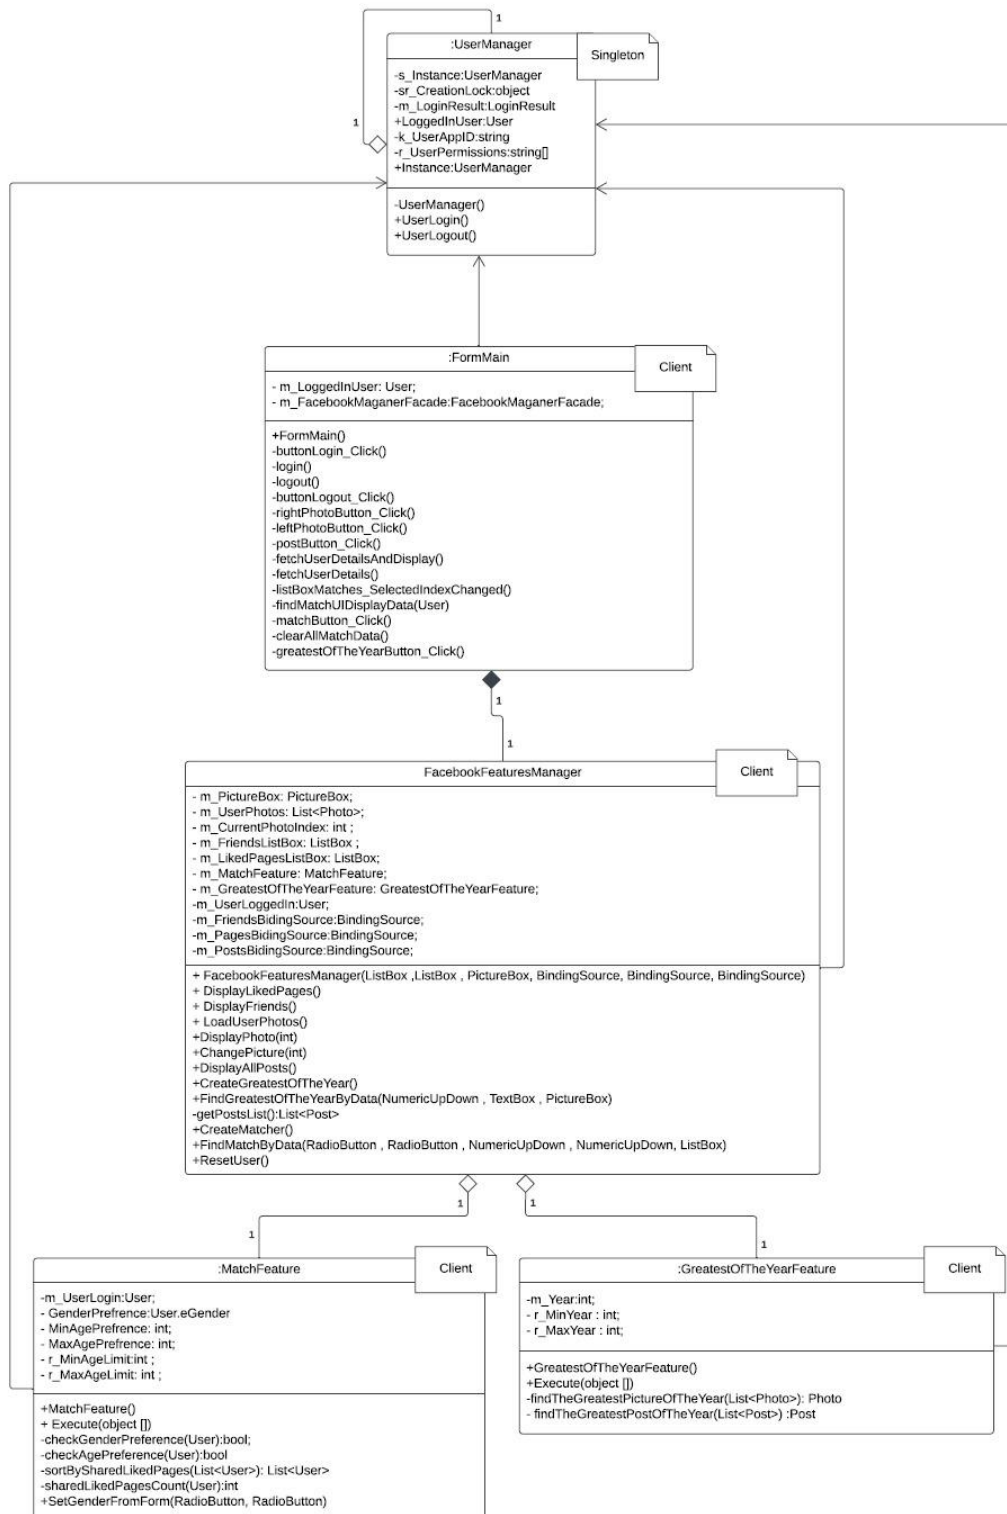 1
:UserManager
Singleton
-s_Instance:UserManager
-sr_CreationLock:object
-m_LoginResult:LoginResult
+LoggedInUser:User
-k_UserAppID:string
-r_UserPermissions:string[]
+Instance:UserManager
1
-UserManager()
+UserLogin()
+UserLogout()
:FormMain
Client
- m_LoggedInUser: User;
- m_FacebookMaganerFacade:FacebookMaganerFacade;
+FormMain()
-buttonLogin_Click()
-login()
-logout()
-buttonLogout_Click()
-rightPhotoButton_Click()
-leftPhotoButton_Click()
-postButton_Click()
-fetchUserDetailsAndDisplay()
-fetchUserDetails()
-listBoxMatches_SelectedIndexChanged()
-findMatchUIDisplayData(User)
-matchButton_Click()
-clearAllMatchData()
-greatestOfTheYearButton_Click()
1
1
FacebookFeaturesManager
Client
- m_PictureBox: PictureBox;
- m_UserPhotos: List<Photo>;
- m_CurrentPhotoIndex: int ;
- m_FriendsListBox: ListBox ;
- m_LikedPagesListBox: ListBox;
- m_MatchFeature: MatchFeature;
- m_GreatestOfTheYearFeature: GreatestOfTheYearFeature;
-m_UserLoggedIn:User;
-m_FriendsBidingSource:BindingSource;
-m_PagesBidingSource:BindingSource;
-m_PostsBidingSource:BindingSource;
+ FacebookFeaturesManager(ListBox ,ListBox , PictureBox, BindingSource, BindingSource, BindingSource)
+ DisplayLikedPages()
+ DisplayFriends()
+ LoadUserPhotos()
+DisplayPhoto(int)
+ChangePicture(int)
+DisplayAllPosts()
+CreateGreatestOfTheYear()
+FindGreatestOfTheYearByData(NumericUpDown , TextBox , PictureBox)
-getPostsList():List<Post>
+CreateMatcher()
+FindMatchByData(RadioButton , RadioButton , NumericUpDown , NumericUpDown, ListBox)
+ResetUser()
1
1
1
1
:MatchFeature
Client
-m_UserLogin:User;
- GenderPrefrence:User.eGender
- MinAgePrefrence: int;
- MaxAgePrefrence: int;
- r_MinAgeLimit:int ;
- r_MaxAgeLimit: int ;
+MatchFeature()
+ Execute(object [])
-checkGenderPreference(User):bool;
-checkAgePreference(User):bool
-sortBySharedLikedPages(List<User>): List<User>
-sharedLikedPagesCount(User):int
+SetGenderFromForm(RadioButton, RadioButton)
:GreatestOfTheYearFeature
Client
-m_Year:int;
- r_MinYear : int;
- r_MaxYear : int;
+GreatestOfTheYearFeature()
+Execute(object [])
-findTheGreatestPictureOfTheYear(List<Photo>): Photo
- findTheGreatestPostOfTheYear(List<Post>) :Post